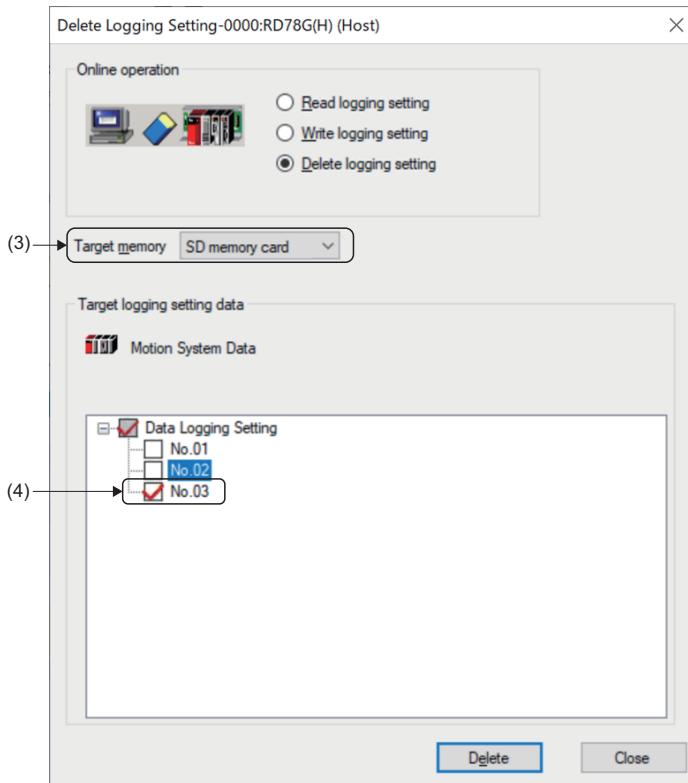 Delete Logging Setting-0000:RD78G(H) (Host)
Online operation
Read logging setting
Write logging setting
Delete logging setting
(3)
Target memory
SD memory card
Target logging setting data
Motion System Data
Data Logging Setting
No.01
No.02
(4)
No.03
Delete
Close